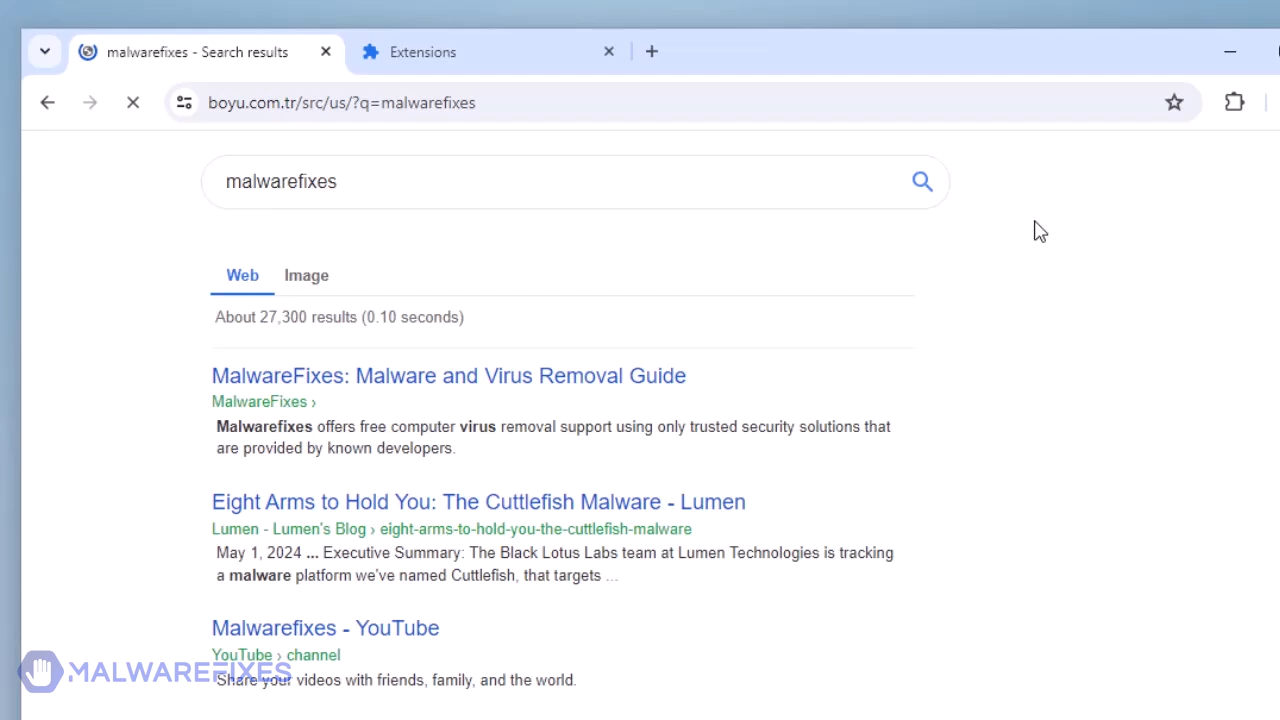 malwarefixes - Search results
Extensions
boyu.com.tr/src/us/?q=malwarefixes
malwarefixes
Web Image
About 27,300 results (0.10 seconds)
MalwareFixes: Malware and Virus Removal Guide
MalwareFixes ›
Malwarefixes offers free computer virus removal support using only trusted security solutions that
are provided by known developers.
Eight Arms to Hold You: The Cuttlefish Malware - Lumen
Lumen - Lumen's Blog › eight-arms-to-hold-you-the-cuttlefish-malware
May 1, 2024 ... Executive Summary: The Black Lotus Labs team at Lumen Technologies is tracking
a malware platform we've named Cuttlefish, that targets ...
Malwarefixes - YouTube
YouTube › channel
MALWAREFIXES
Share your videos with friends, family, and the world.